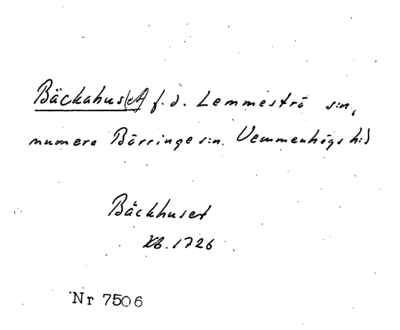 Bäckahus(et) f.d. Lemmeströ s:n,
numera Börringe s:n. Vemmenhögs h:d
Bäckhuset
Kb. 1726
Nr 7506